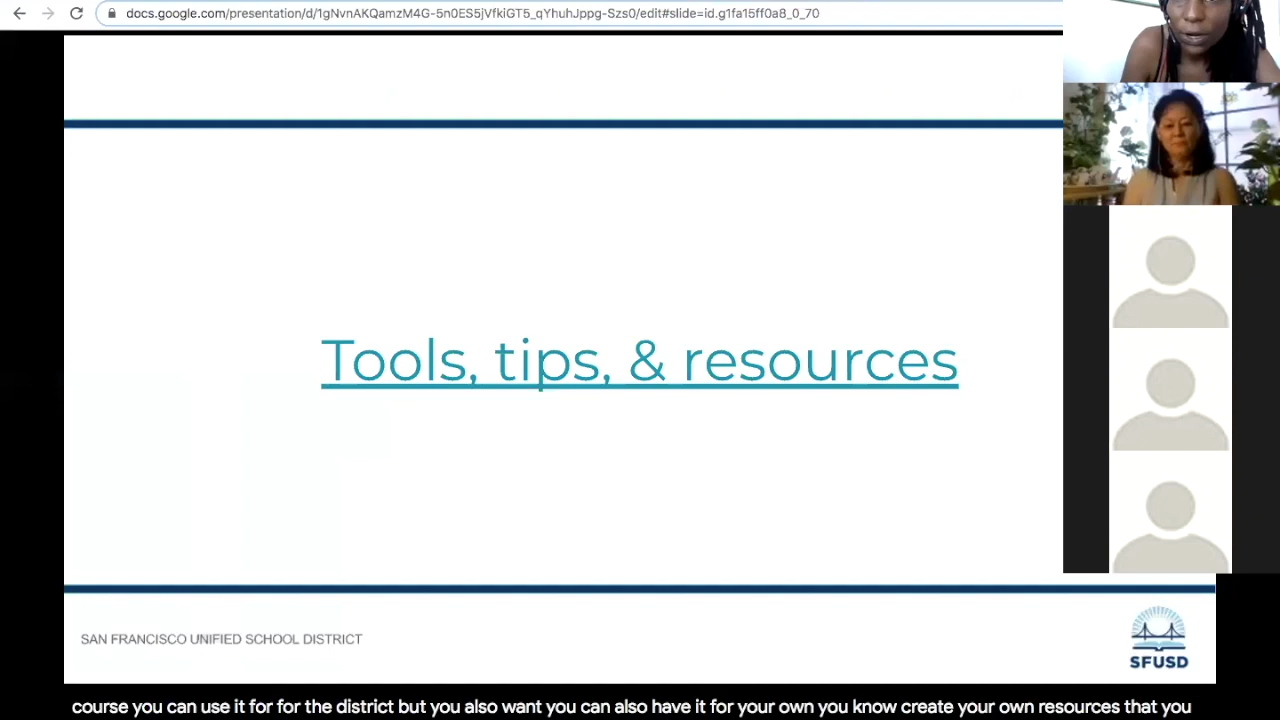 docs.google.com/presentation/d/1gNvnAKQamzM4G-5n0ES5jVfkiGT5_qYhuhJppg-Szs0/edit#slide=id.g1fa15ff0a8_0_70
Tools, tips, & resources
SAN FRANCISCO UNIFIED SCHOOL DISTRICT
SFUSD
course you can use it for for the district but you also want you can also have it for your own you know create your own resources that you